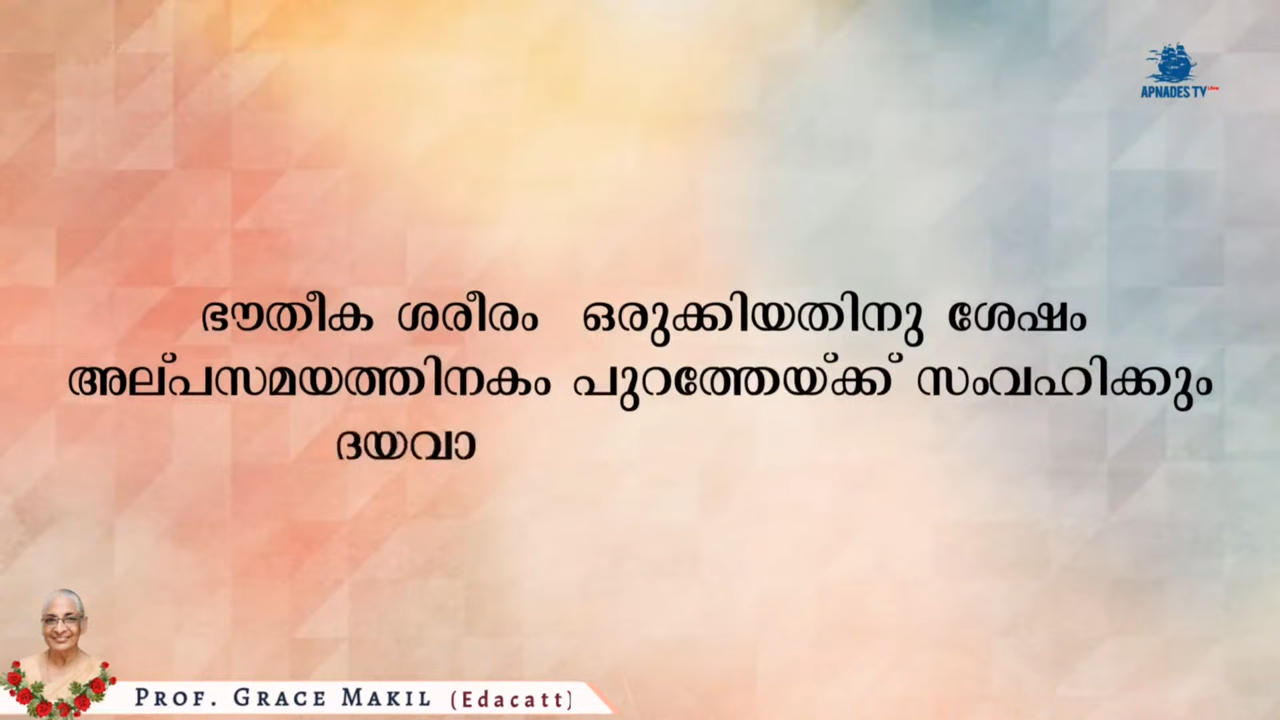 APNADES TV
ഭൗതീക ശരീരം ഒരുക്കിയതിനു ശേഷം
അല്പസമയത്തിനകം പുറത്തേയ്ക്ക് സംവഹിക്കും
ദയവാ
PROF. GRACE MAKIL (Edacatt)